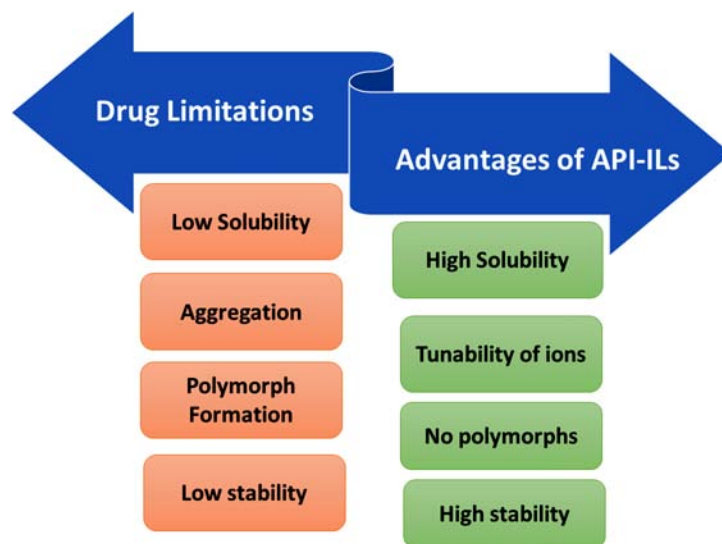 Drug Limitations
Low Solubility
Aggregation
Polymorph
Formation
Low stability
Advantages of API-ILs
High Solubility
Tunability of ions
No polymorphs
High stability